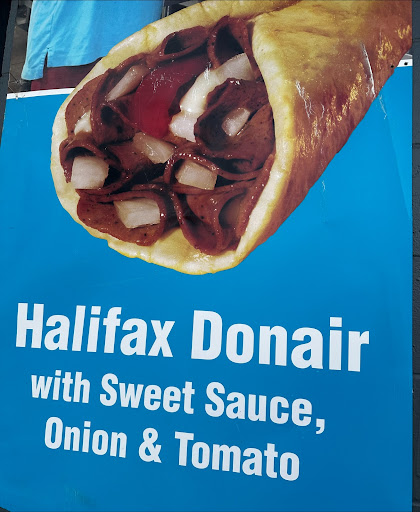 Halifax Donair
with Sweet Sauce,
Onion & Tomato